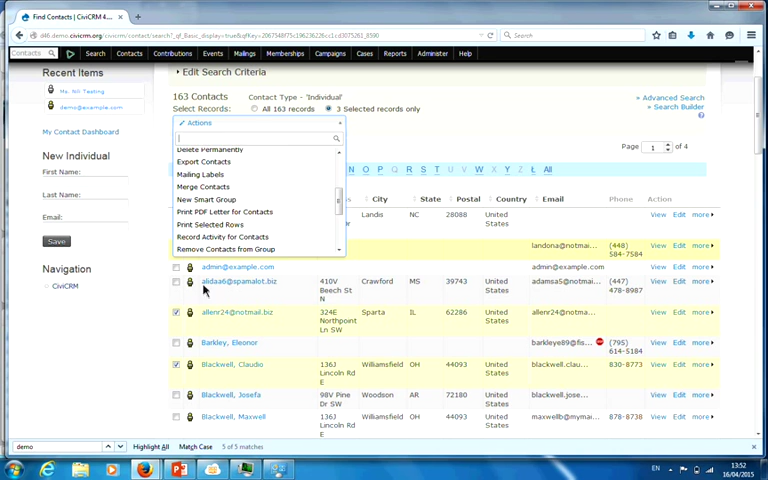 Find Contacts | CiviCRM 4...
d46.demo.civicrm.org/civicrm/contact/search?_qf_Basic_display=true&qfKey=
Search
Contacts
Search
Contacts
Contributions
Events
Mailings
Memberships
Campaigns
Cases
Reports
Administer
Help
Recent Items
Ms. Nili Testing
demo@example.com
My Contact Dashboard
New Individual
First Name:
Last Name:
Email:
Save
Navigation
CiviCRM
Edit Search Criteria
163 Contacts Contact Type - 'Individual'
Select Records: All 163 records 3 Selected records only
» Advanced Search
» Search Builder
Actions
Delete Permanently
Export Contacts
Mailing Labels
Merge Contacts
New Smart Group
Print PDF Letter for Contacts
Print Selected Rows
Record Activity for Contacts
Remove Contacts from Group
Page 1 of 4
N O P Q R S T U V W X Y Z Ł All
City State Postal Country Email Phone Action
Landis NC 28088 United States View Edit more
landona@notmai... (448) 584-7584 View Edit more
admin@example.com admin@example.com View Edit more
alidaa6@spamalot.biz 410V Beech St N Crawford MS 39743 United States adamsa5@notmai... (447) 478-8987 View Edit more
allenr24@notmail.biz 324E Northpoint Ln SW Sparta IL 62286 United States allenr24@notma... View Edit more
Barkley, Eleonor barkleye89@fis... (795) 614-5184 View Edit more
Blackwell, Claudio 136J Lincoln Rd E Williamsfield OH 44093 United States blackwell.clau... 830-8773 View Edit more
Blackwell, Josefa 98V Pine Dr SW Woodson AR 72180 United States blackwell.jose... View Edit more
Blackwell, Maxwell 136J Lincoln Rd E Williamsfield OH 44093 United States maxwellb@mymai... 878-8738 View Edit more
demo Highlight All Match Case 5 of 5 matches
EN 13:52
16/04/2015